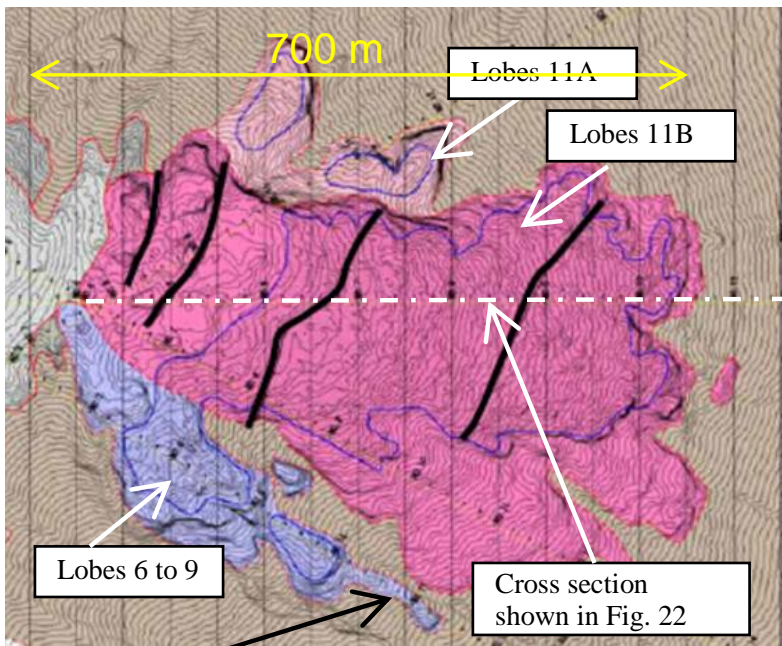 700 m
Lobes 11A
Lobes 11B
Lobes 6 to 9
Cross section
shown in Fig. 22